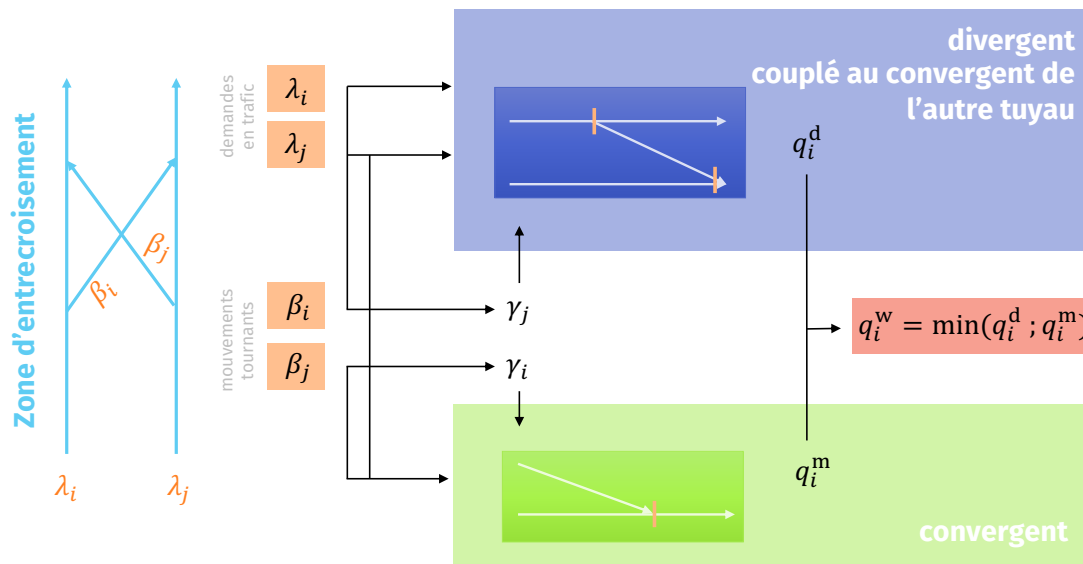 Zone d'entrecroisement
β_i
β_j
λ_i
λ_j
demandes
en trafic
λ_i
λ_j
mouvements
tournants
β_i
β_j
γ_j
γ_i
divergent
couplé au convergent de
l'autre tuyau
q_i^d
q_i^w = min(q_i^d ; q_i^m)
q_i^m
convergent